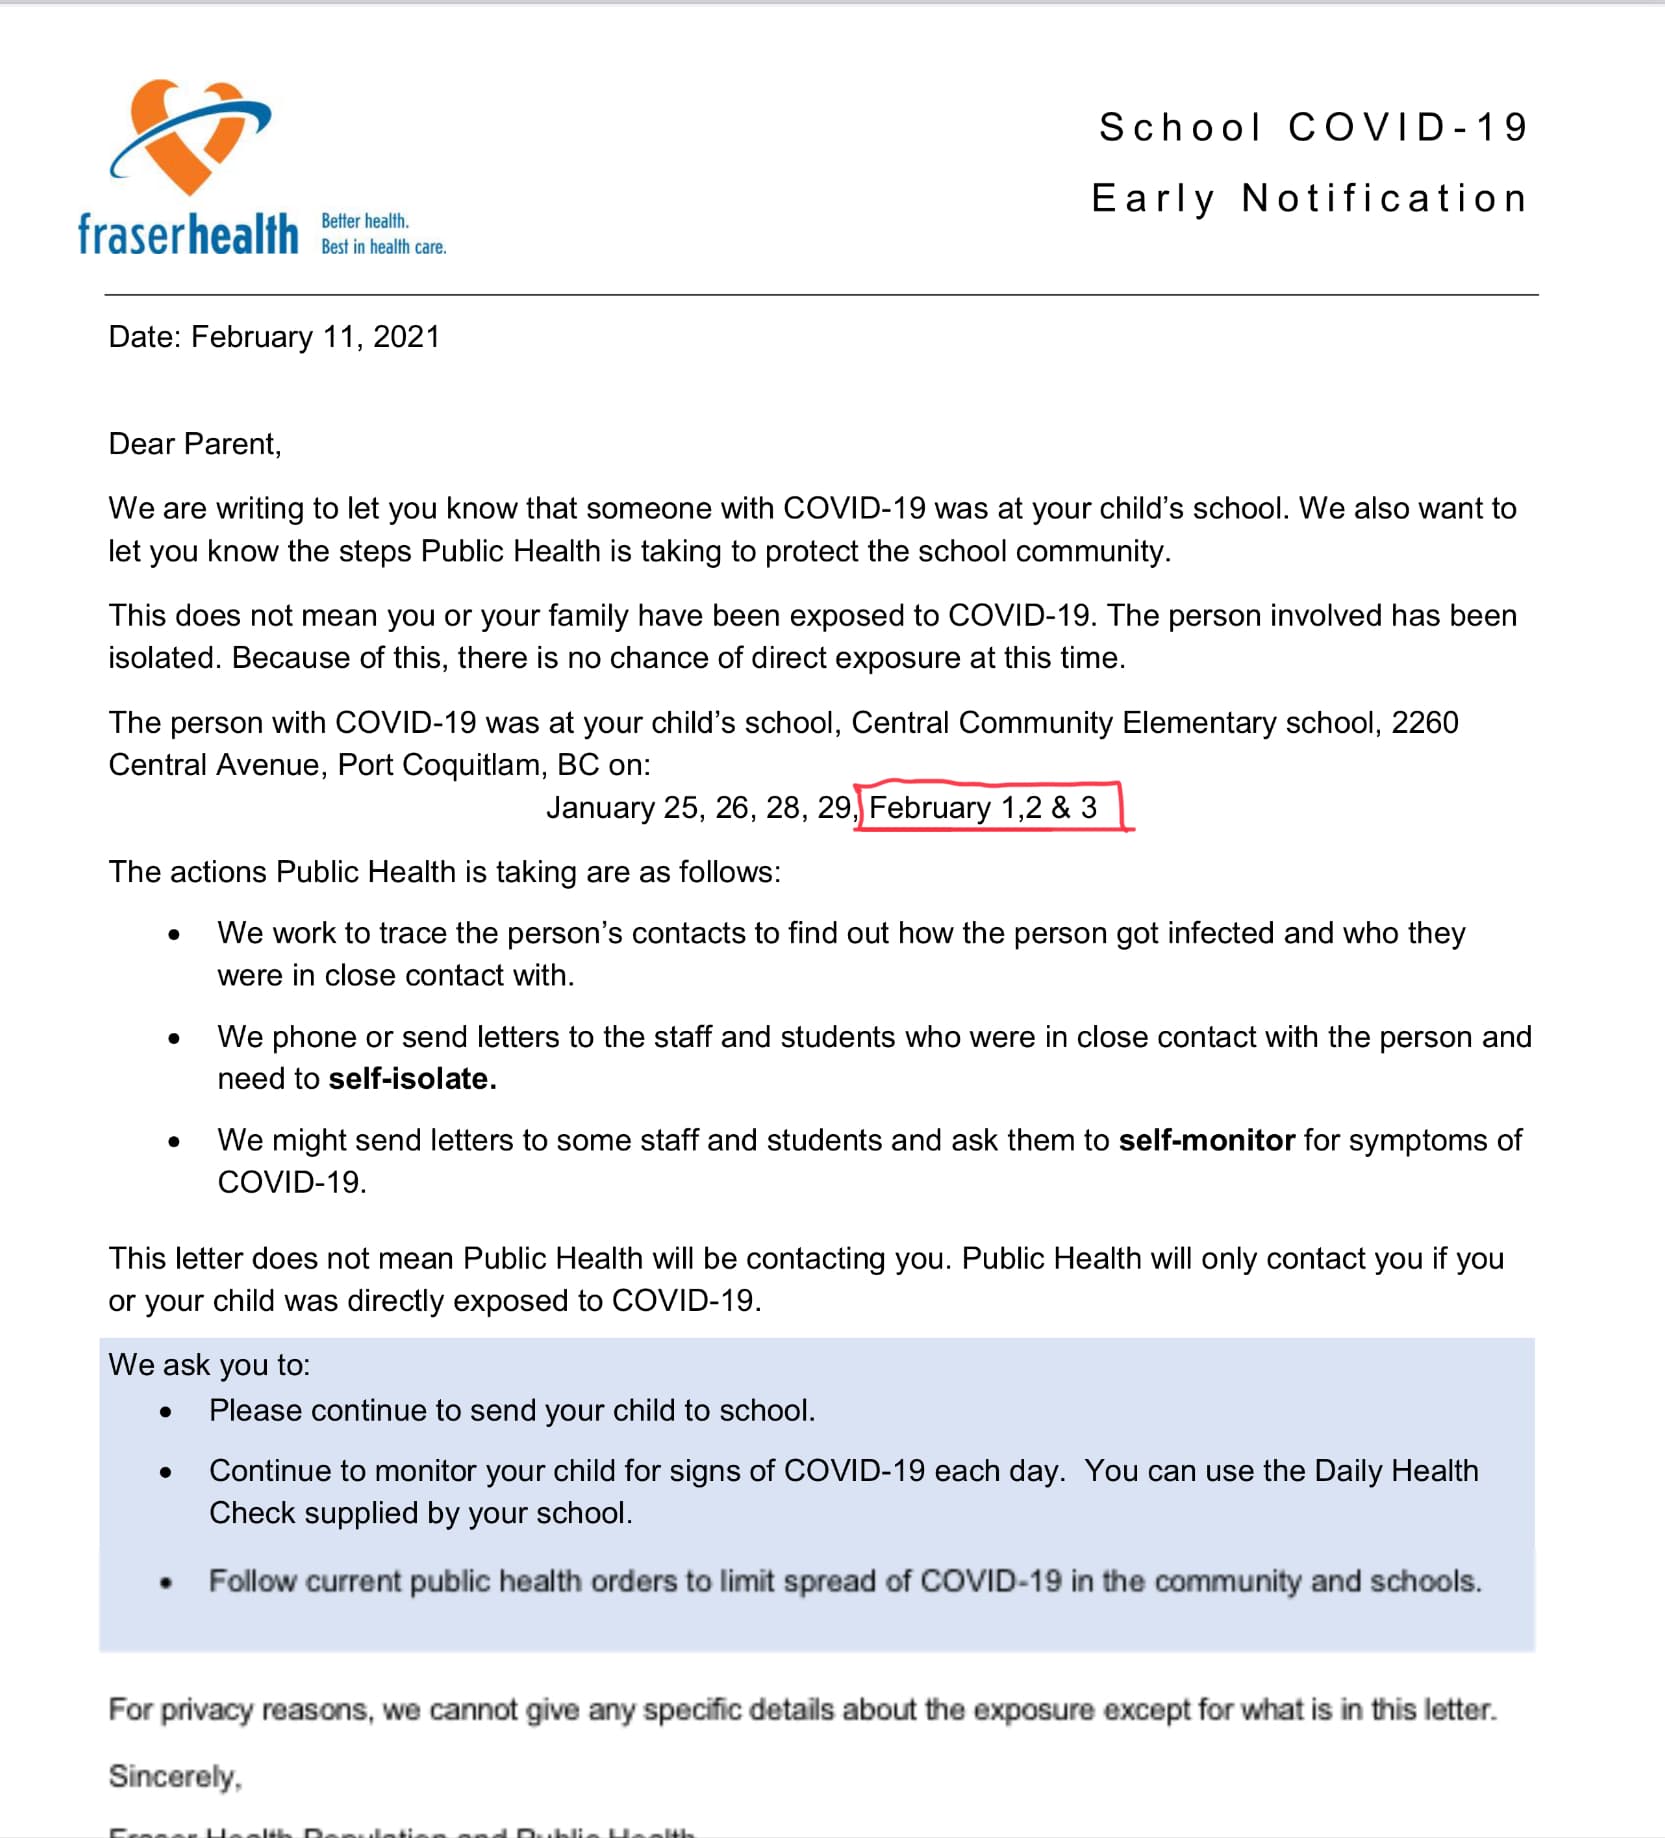 School COVID-19
Early Notification
fraserhealth
Better health.
Best in health care.
Date: February 11, 2021
Dear Parent,
We are writing to let you know that someone with COVID-19 was at your child’s school. We also want to
let you know the steps Public Health is taking to protect the school community.
This does not mean you or your family have been exposed to COVID-19. The person involved has been
isolated. Because of this, there is no chance of direct exposure at this time.
The person with COVID-19 was at your child’s school, Central Community Elementary school, 2260
Central Avenue, Port Coquitlam, BC on:
January 25, 26, 28, 29, February 1,2 & 3
The actions Public Health is taking are as follows:
• We work to trace the person’s contacts to find out how the person got infected and who they
were in close contact with.
• We phone or send letters to the staff and students who were in close contact with the person and
need to self-isolate.
• We might send letters to some staff and students and ask them to self-monitor for symptoms of
COVID-19.
This letter does not mean Public Health will be contacting you. Public Health will only contact you if you
or your child was directly exposed to COVID-19.
We ask you to:
• Please continue to send your child to school.
• Continue to monitor your child for signs of COVID-19 each day. You can use the Daily Health
Check supplied by your school.
• Follow current public health orders to limit spread of COVID-19 in the community and schools.
For privacy reasons, we cannot give any specific details about the exposure except for what is in this letter.
Sincerely,
Fraser Health Population and Public Health